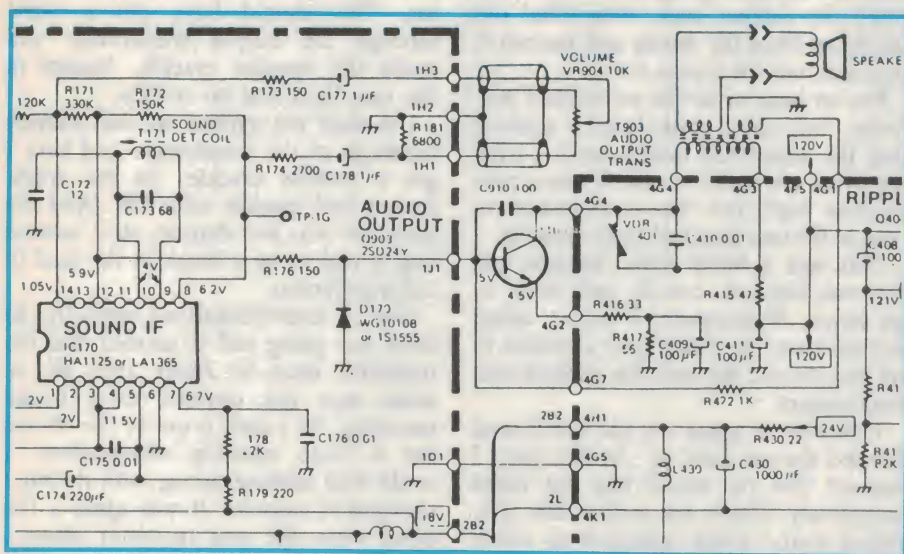 VOLUME
VR904 10K
SPEAKE
120K
R171
330K
R172
150K
R173 150
C177 1µF
1H3
1H2
R181
6800
1H1
T171
SOUND
DET COIL
R174 2700
C178 1µF
T903
AUDIO
OUTPUT
TRANS
120V
C172
12
C173 68
TP-1G
AUDIO
OUTPUT
Q903
2SD24Y
C910 100
4G4
4G4
4G3
4F5
4G1
RIPPL
VDR
401
C410 0.01
C408
100
5.9V
4V
6 2V
1.05V
14
13
12
11
10
9
8
R176 150
1J1
5V
4.5V
R415 47
121V
SOUND IF
IC170
HA1125 or LA1365
D170
WG10108
or 1S1555
4G2
R416 33
R417
56
C409
100µF
C411
100µF
120V
1
2
3
4
5
6
7
6 7V
4G7
R472 1K
R41
2V
2V
11.5V
C175 0.01
178
C176 0.01
2B2
4H1
R430 22
24V
R41
82K
C174 220µF
R179 220
1D1
4G5
L439
C430
1000µF
18V
2B2
2L
4K1